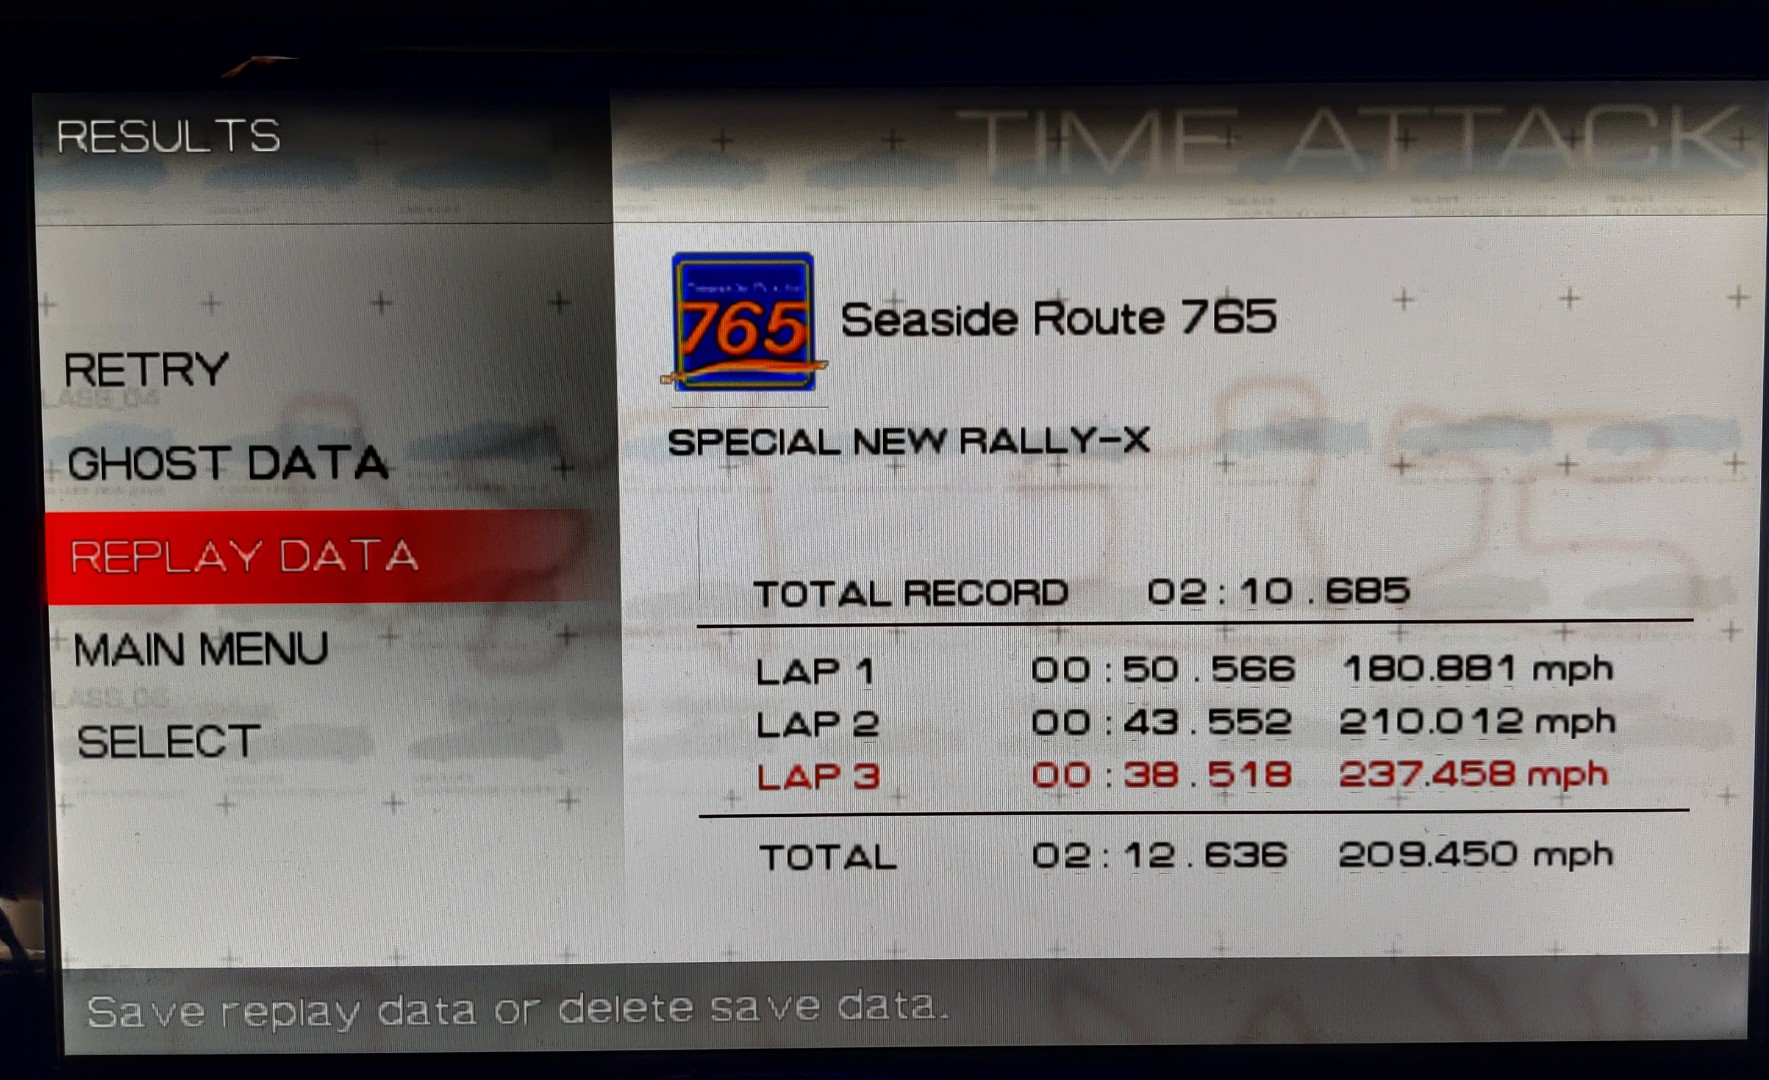 RESULTS
TIME ATTACK
RETRY
GHOST DATA
REPLAY DATA
MAIN MENU
SELECT
765
Seaside Route 765
SPECIAL NEW RALLY-X
TOTAL RECORD 02:10.685
LAP 1 00:50.566 180.881 mph
LAP 2 00:43.552 210.012 mph
LAP 3 00:38.518 237.458 mph
TOTAL 02:12.636 209.450 mph
Save replay data or delete save data.